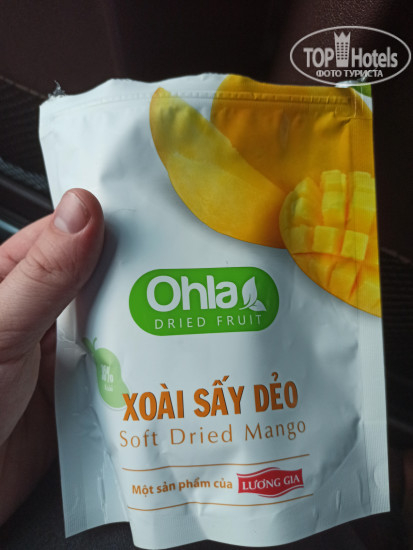 TOP Hotels
ФОТО ТУРИСТА
Ohla
DRIED FRUIT
XOÀI SẤY DẺO
Soft Dried Mango
Một sản phẩm của LƯƠNG GIA